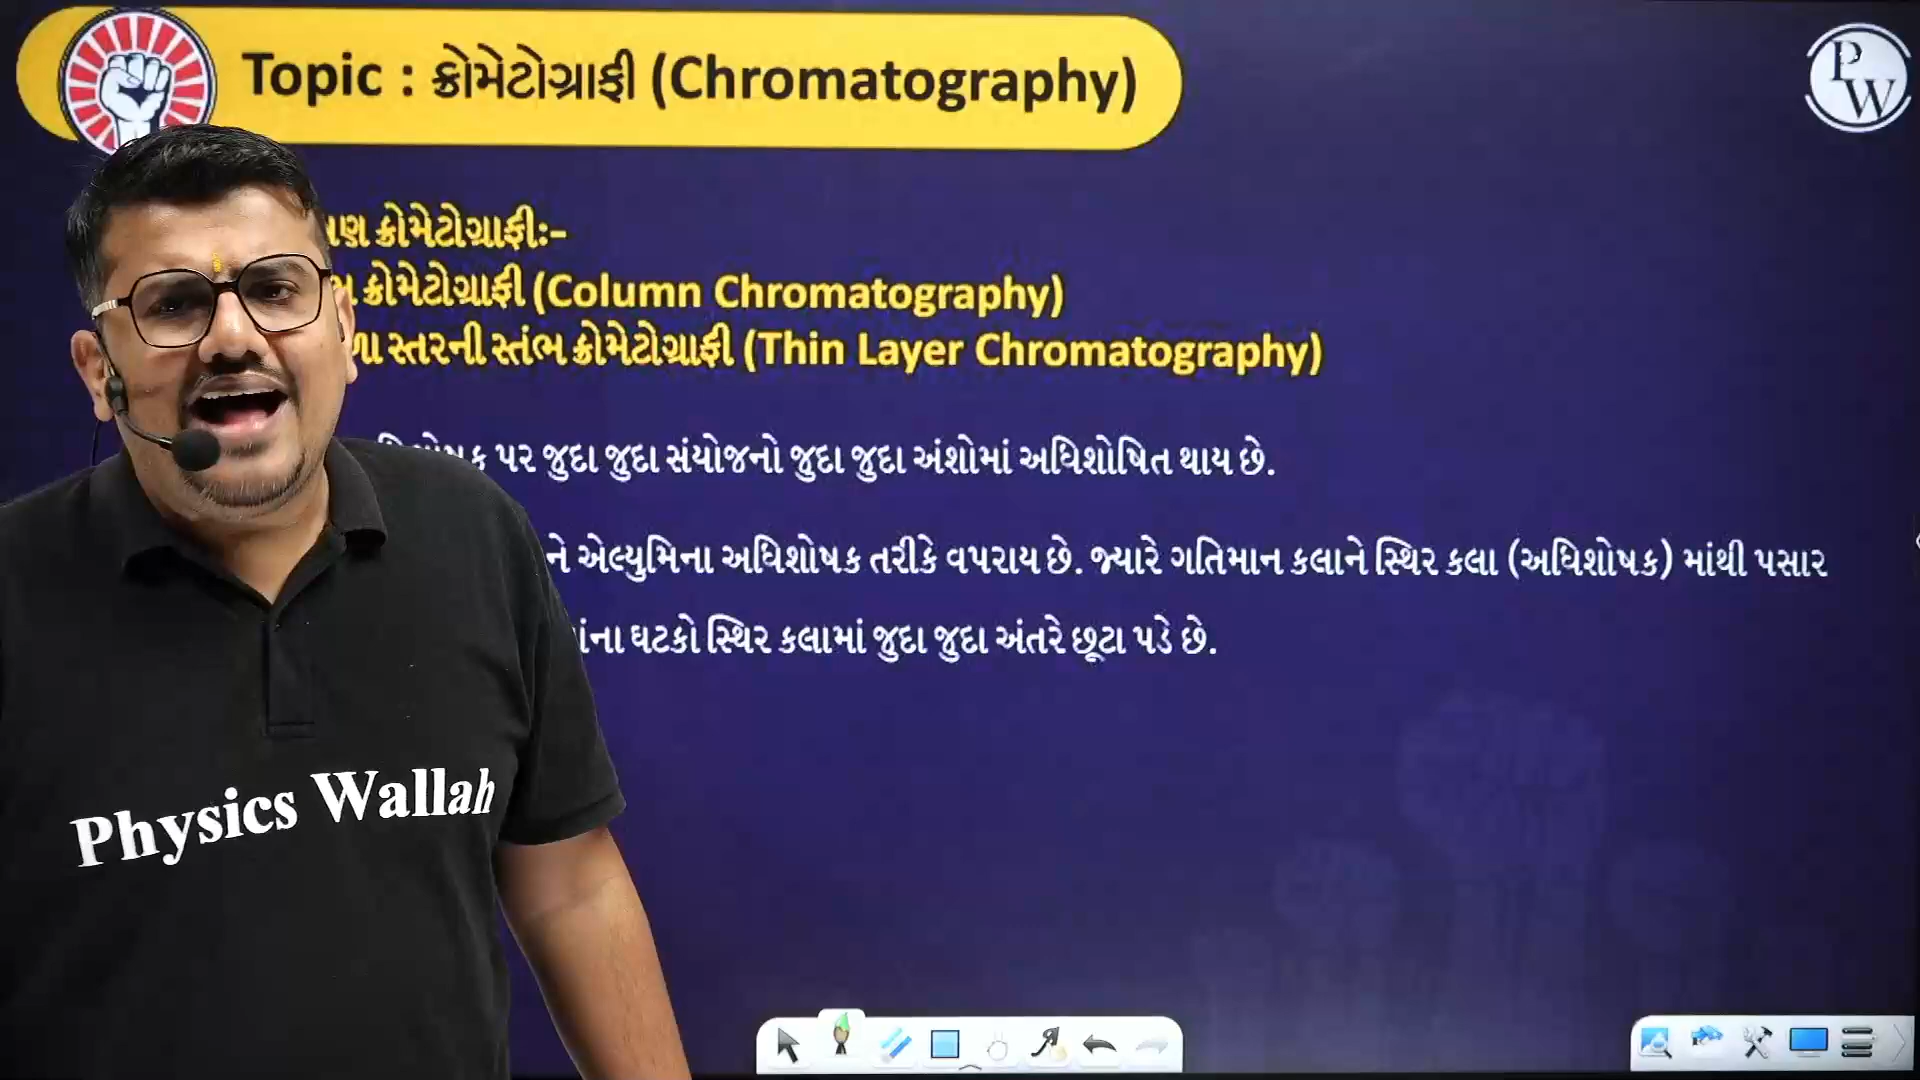 Topic : ક્રોમેટોગ્રાફી (Chromatography)
PW
ક્રોમેટોગ્રાફીઃ-
ક્રોમેટોગ્રાફી (Column Chromatography)
સ્તરની સ્તંભ ક્રોમેટોગ્રાફી (Thin Layer Chromatography)
પર જુદા જુદા સંયોજનો જુદા જુદા અંશોમાં અધિશોષિત થાય છે.
એલ્યુમિના અધિશોષક તરીકે વપરાય છે. જ્યારે ગતિમાન કલાને સ્થિર કલા (અધિશોષક) માંથી પસાર
ઘટકો સ્થિર કલામાં જુદા જુદા અંતરે છૂટા પડે છે.
Physics Wallah